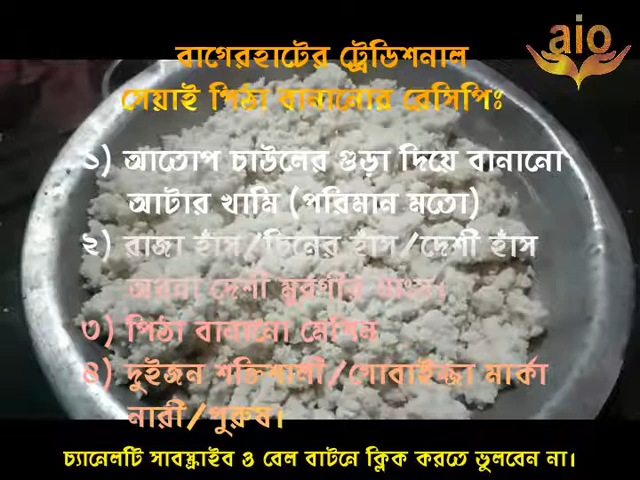 aio
বাগেরহাটের ট্রেডিশনাল
সেয়াই পিঠা বানানোর রেসিপিঃ
১) আতোপ চাউলের গুড়া দিয়ে বানানো
আটার খামি (পরিমান মতো)
২) রাজা হাঁস/চিনের হাঁস/দেশী হাঁস
অথবা দেশী মুরগীর মাংস।
৩) পিঠা বানানো মেশিন
৪) দুইজন শক্তিশালী/গোবাইজ্জা মার্কা
নারী/পুরুষ।
চ্যানেলটি সাবস্ক্রাইব ও বেল বাটনে ক্লিক করতে ভুলবেন না।